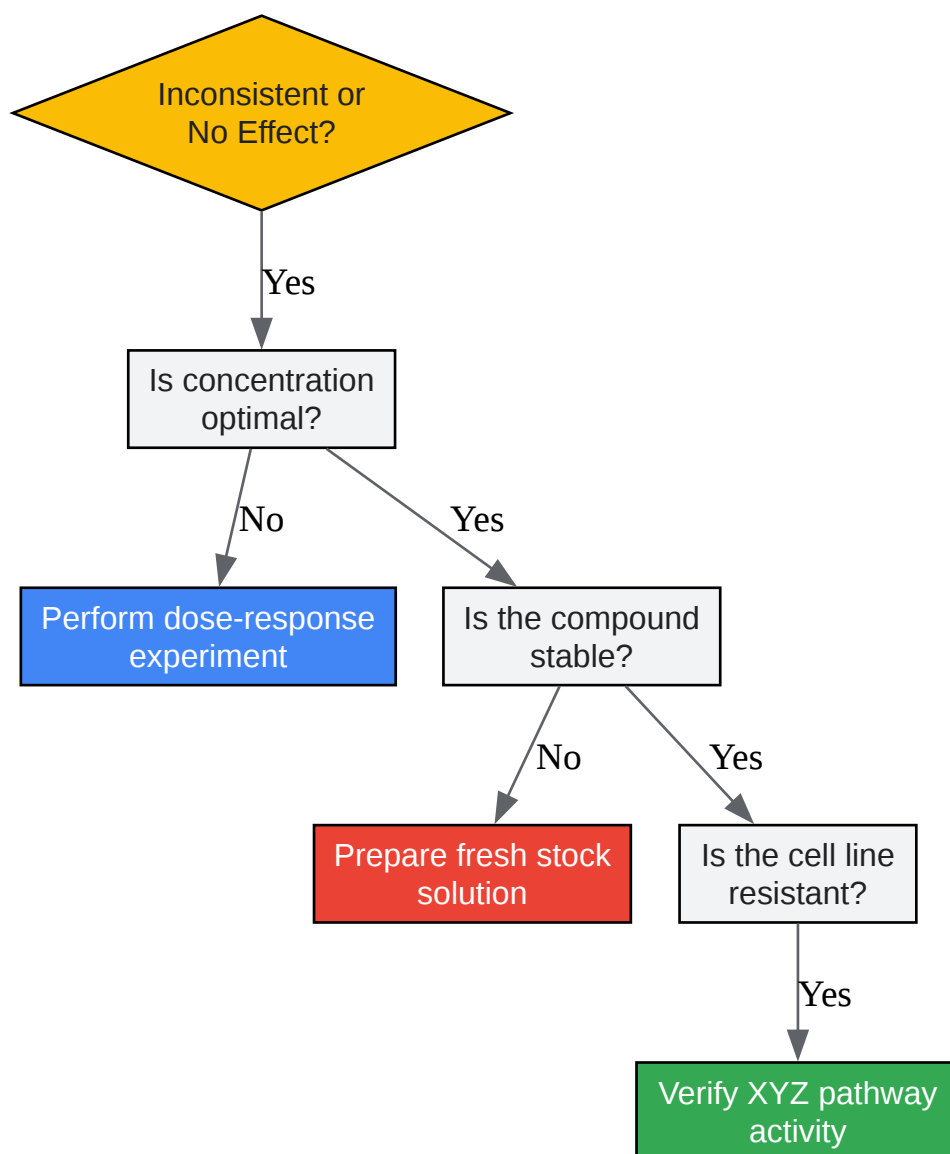 Inconsistent or
No Effect?
Yes
Is concentration
optimal?
No
Yes
Perform dose-response
experiment
Is the compound
stable?
No
Yes
Prepare fresh stock
solution
Is the cell line
resistant?
Yes
Verify XYZ pathway
activity